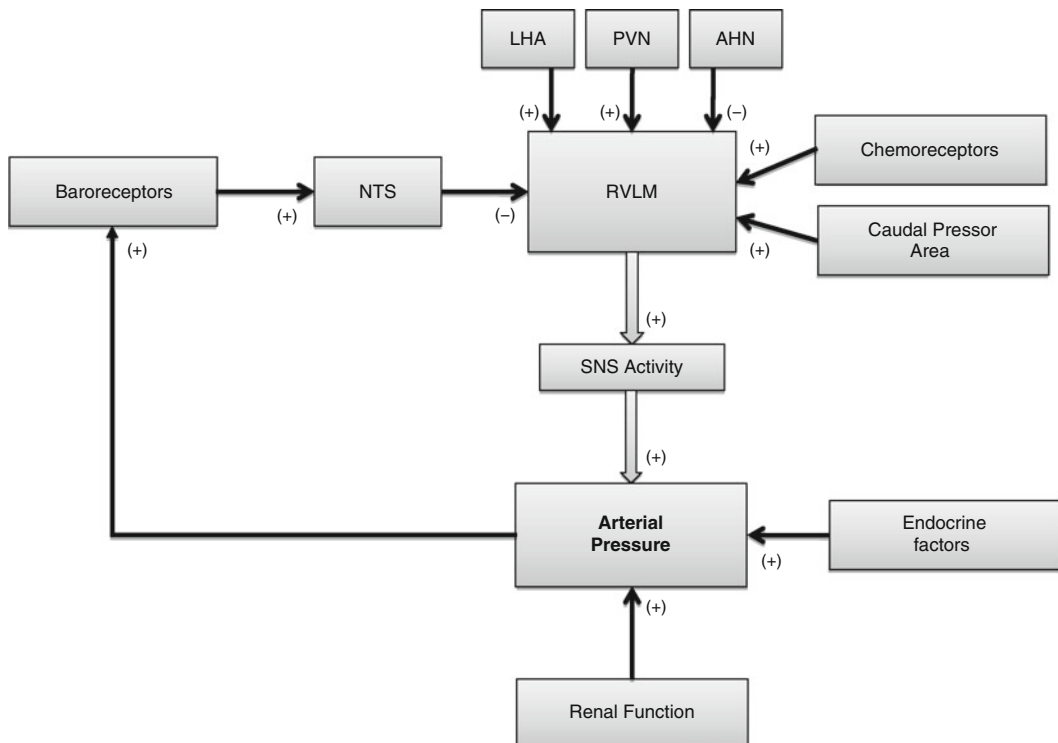 LHA
PVN
AHN
(+)
(+)
(−)
Baroreceptors
(+)
NTS
(−)
RVLM
(+)
Chemoreceptors
Caudal Pressor
Area
(+)
(+)
(+)
SNS Activity
(+)
Arterial
Pressure
Endocrine
factors
(+)
(+)
Renal Function